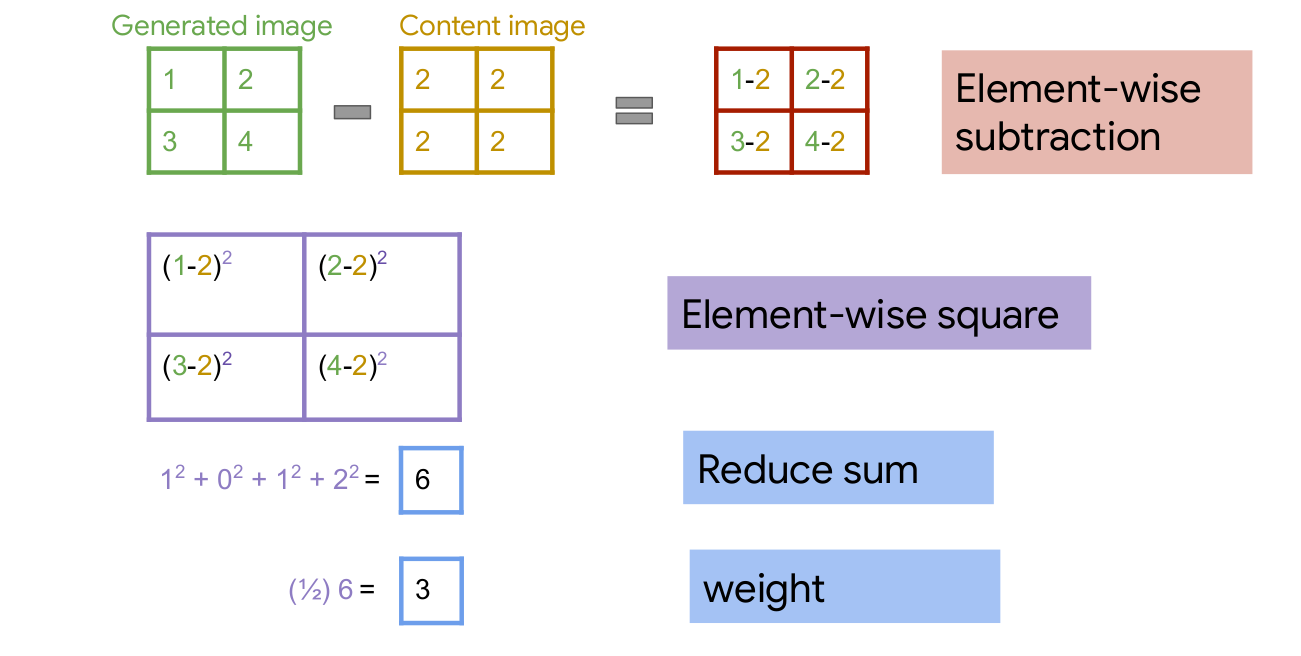 Generated image Content image
1 2 2 2 1-2 2-2
3 4 2 2 3-2 4-2
Element-wise
subtraction
(1-2)² (2-2)²
(3-2)² (4-2)²
Element-wise square
1² + 0² + 1² + 2² = 6
Reduce sum
(½) 6 = 3
weight